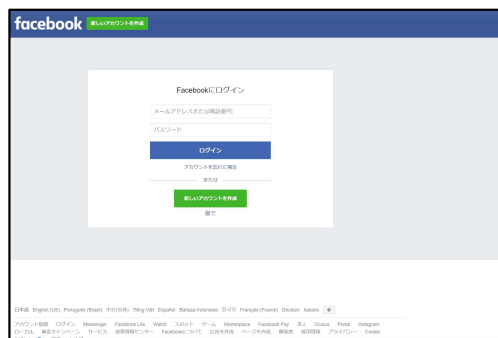 facebook 新しいアカウントを作成
Facebookにログイン
メールアドレスまたは電話番号
パスワード
ログイン
アカウントを忘れた場合
または
新しいアカウントを作成
後で
日本語 English (US) Português (Brasil) 中文(简体) Tiếng Việt Español Bahasa Indonesia 한국어 Français (France) Deutsch Italiano +
アカウント登録 ログイン Messenger Facebook Lite Watch スポット ゲーム Marketplace Facebook Pay 求人 Oculus Portal Instagram
ローカル 募金キャンペーン サービス 投票情報センター Facebookについて 広告を作成 ページを作成 開発者 採用情報 プライバシー Cookie